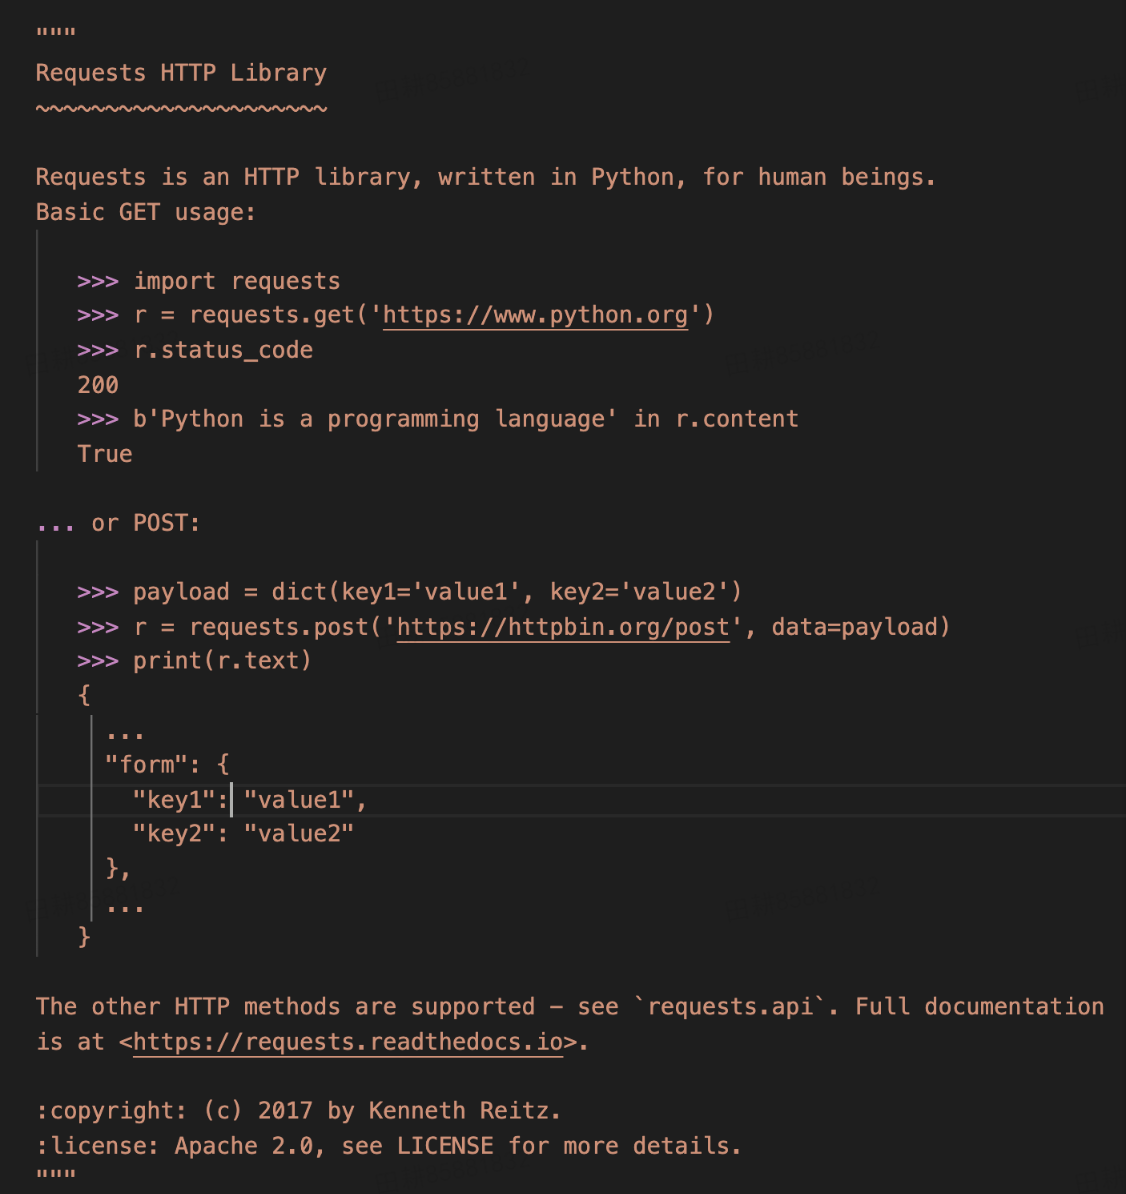 """
Requests HTTP Library
~~~~~~~~~~~~~~~~~~~~~
Requests is an HTTP library, written in Python, for human beings.
Basic GET usage:
>>> import requests
>>> r = requests.get('https://www.python.org')
>>> r.status_code
200
>>> b'Python is a programming language' in r.content
True
... or POST:
>>> payload = dict(key1='value1', key2='value2')
>>> r = requests.post('https://httpbin.org/post', data=payload)
>>> print(r.text)
{
...
"form": {
"key1": "value1",
"key2": "value2"
},
...
}
The other HTTP methods are supported - see `requests.api`. Full documentation
is at <https://requests.readthedocs.io>.
:copyright: (c) 2017 by Kenneth Reitz.
:license: Apache 2.0, see LICENSE for more details.
"""